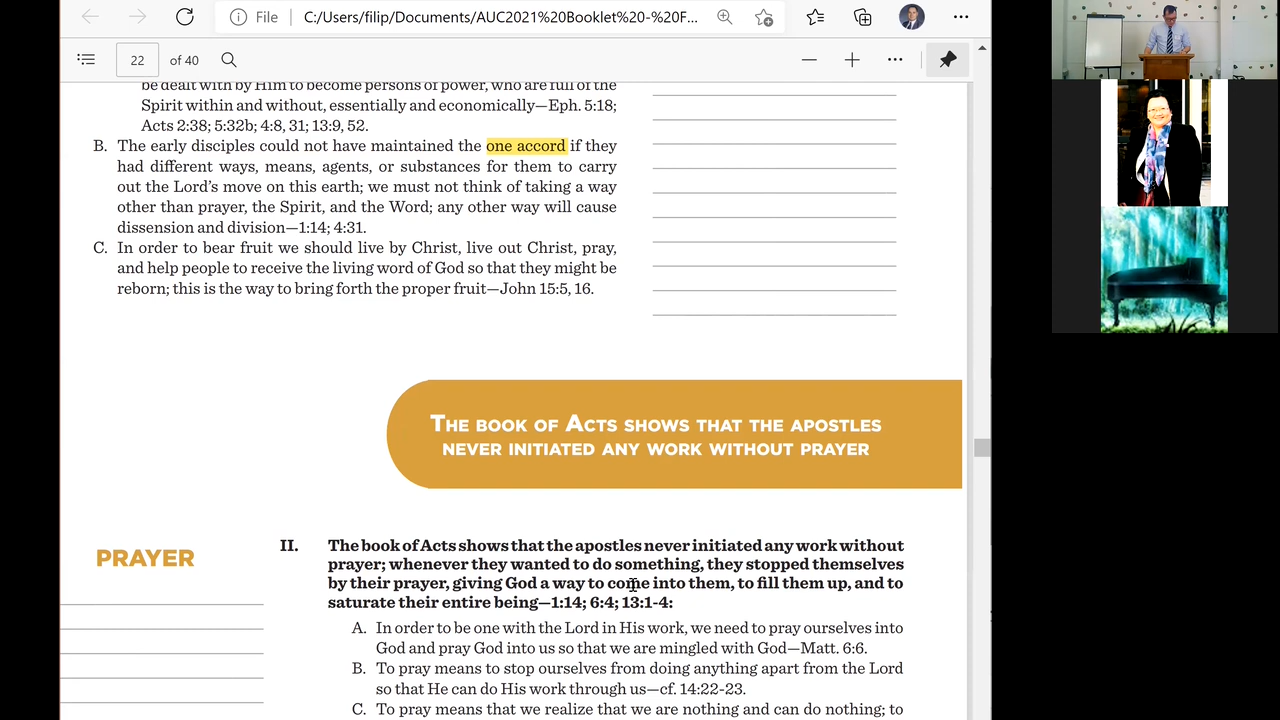 File
C:/Users/filip/Documents/AUC2021%20Booklet%20-%20F...
22
of 40
be dealt with by Him to become persons of power, who are full of the
Spirit within and without, essentially and economically—Eph. 5:18;
Acts 2:38; 5:32b; 4:8, 31; 13:9, 52.
B. The early disciples could not have maintained the one accord if they
had different ways, means, agents, or substances for them to carry
out the Lord's move on this earth; we must not think of taking a way
other than prayer, the Spirit, and the Word; any other way will cause
dissension and division—1:14; 4:31.
C. In order to bear fruit we should live by Christ, live out Christ, pray,
and help people to receive the living word of God so that they might be
reborn; this is the way to bring forth the proper fruit—John 15:5, 16.
The book of Acts shows that the apostles
never initiated any work without prayer
PRAYER
II. The book of Acts shows that the apostles never initiated any work without
prayer; whenever they wanted to do something, they stopped themselves
by their prayer, giving God a way to come into them, to fill them up, and to
saturate their entire being—1:14; 6:4; 13:1-4:
A. In order to be one with the Lord in His work, we need to pray ourselves into
God and pray God into us so that we are mingled with God—Matt. 6:6.
B. To pray means to stop ourselves from doing anything apart from the Lord
so that He can do His work through us—cf. 14:22-23.
C. To pray means that we realize that we are nothing and can do nothing; to